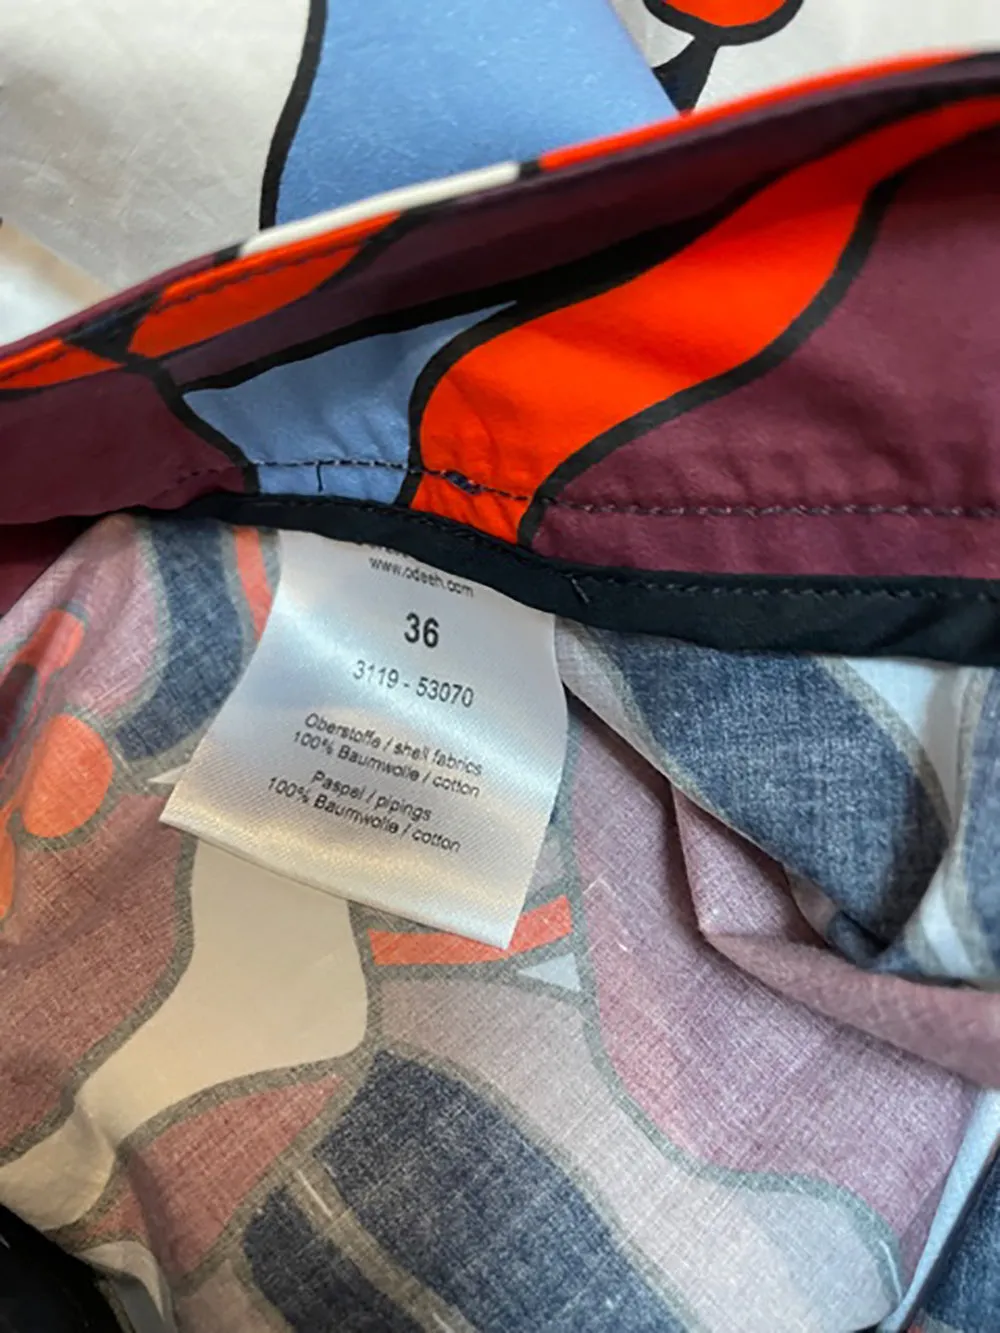 www.odeeh.com
36
3119 - 53070
Oberstoffe / shell fabrics
100% Baumwolle / cotton
Paspel / pipings
100% Baumwolle / cotton